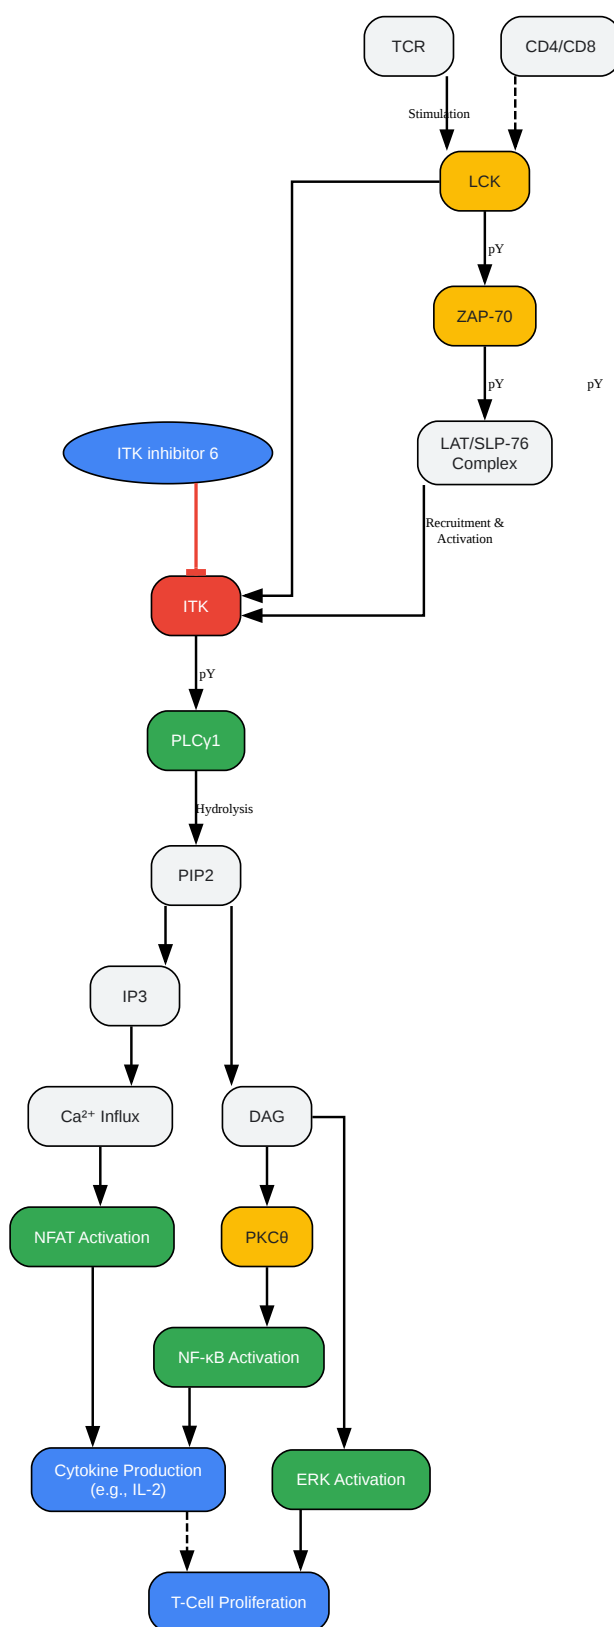 TCR
CD4/CD8
Stimulation
LCK
pY
ZAP-70
pY
pY
LAT/SLP-76
Complex
ITK inhibitor 6
Recruitment &
Activation
ITK
pY
PLCγ1
Hydrolysis
PIP2
IP3
Ca²⁺ Influx
DAG
NFAT Activation
PKCθ
NF-κB Activation
Cytokine Production
(e.g., IL-2)
ERK Activation
T-Cell Proliferation